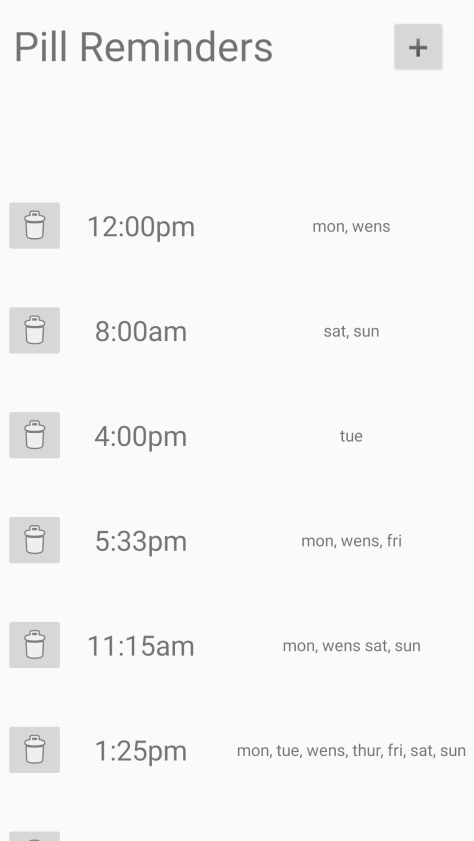 Pill Reminders +
12:00pm mon, wens
8:00am sat, sun
4:00pm tue
5:33pm mon, wens, fri
11:15am mon, wens sat, sun
1:25pm mon, tue, wens, thur, fri, sat, sun